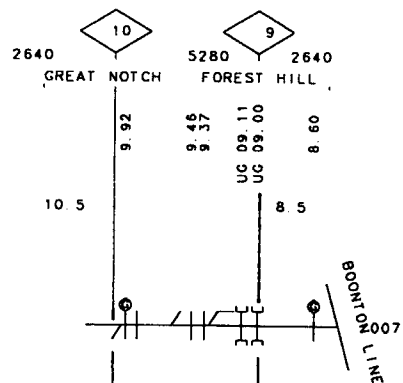 10
9
2640
5280
2640
GREAT NOTCH
FOREST HILL
9.92
9.46
9.37
UG 09.11
UG 09.00
8.60
10.5
8.5
G
G
BOONTON LINE
007